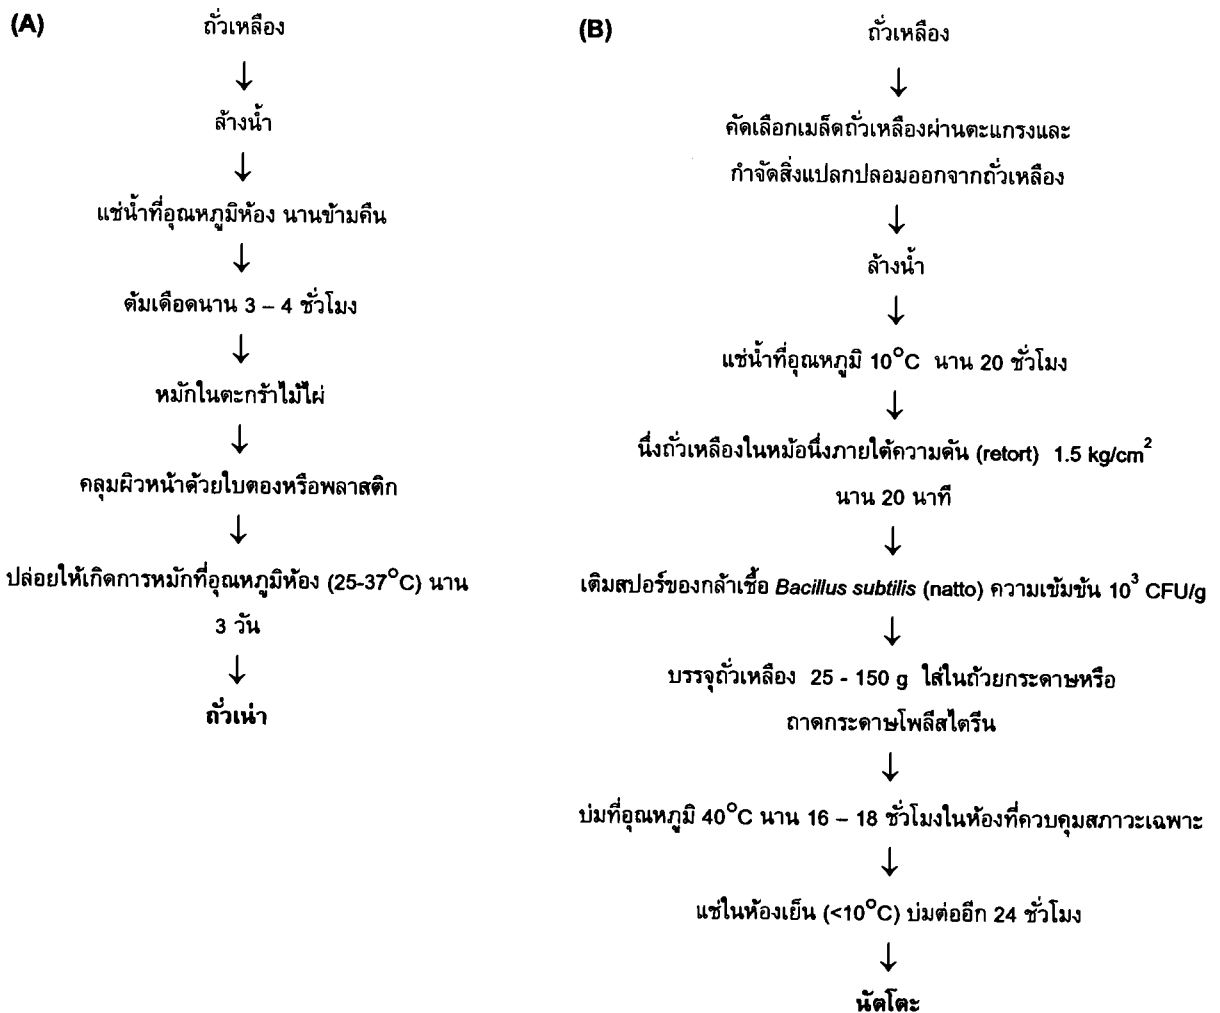 (A)
ถั่วเหลือง
↓
ล้างน้ำ
↓
แช่น้ำที่อุณหภูมิห้อง นานข้ามคืน
↓
ต้มเดือดนาน 3 – 4 ชั่วโมง
↓
หมักในตะกร้าไม้ไผ่
↓
คลุมผิวหน้าด้วยใบตองหรือพลาสติก
↓
ปล่อยให้เกิดการหมักที่อุณหภูมิห้อง (25-37°C) นาน
3 วัน
↓
ถั่วเน่า
(B)
ถั่วเหลือง
↓
คัดเลือกเมล็ดถั่วเหลืองผ่านตะแกรงและ
กำจัดสิ่งแปลกปลอมออกจากถั่วเหลือง
↓
ล้างน้ำ
↓
แช่น้ำที่อุณหภูมิ 10°C นาน 20 ชั่วโมง
↓
นึ่งถั่วเหลืองในหม้อนึ่งภายใต้ความดัน (retort) 1.5 kg/cm²
นาน 20 นาที
↓
เติมสปอร์ของกล้าเชื้อ Bacillus subtilis (natto) ความเข้มข้น 10³ CFU/g
↓
บรรจุถั่วเหลือง 25 - 150 g ใส่ในถ้วยกระดาษหรือ
ถาดกระดาษโพลีสไตรีน
↓
บ่มที่อุณหภูมิ 40°C นาน 16 – 18 ชั่วโมงในห้องที่ควบคุมสภาวะเฉพาะ
↓
แช่ในห้องเย็น (<10°C) บ่มต่ออีก 24 ชั่วโมง
↓
นัตโตะ